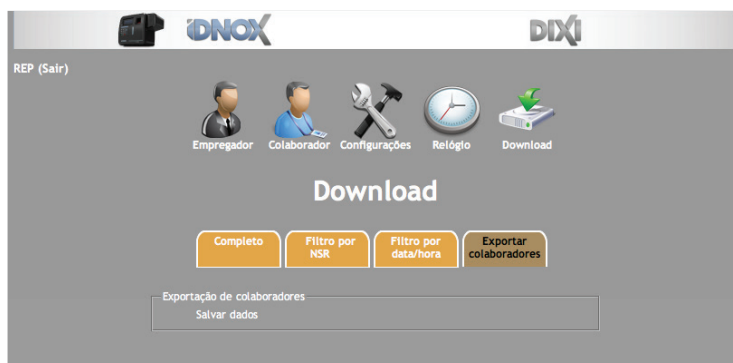 iDNOX DIXI
REP (Sair)
Empregador Colaborador Configurações Relógio Download
Download
Completo Filtro por NSR Filtro por data/hora Exportar colaboradores
Exportação de colaboradores
Salvar dados